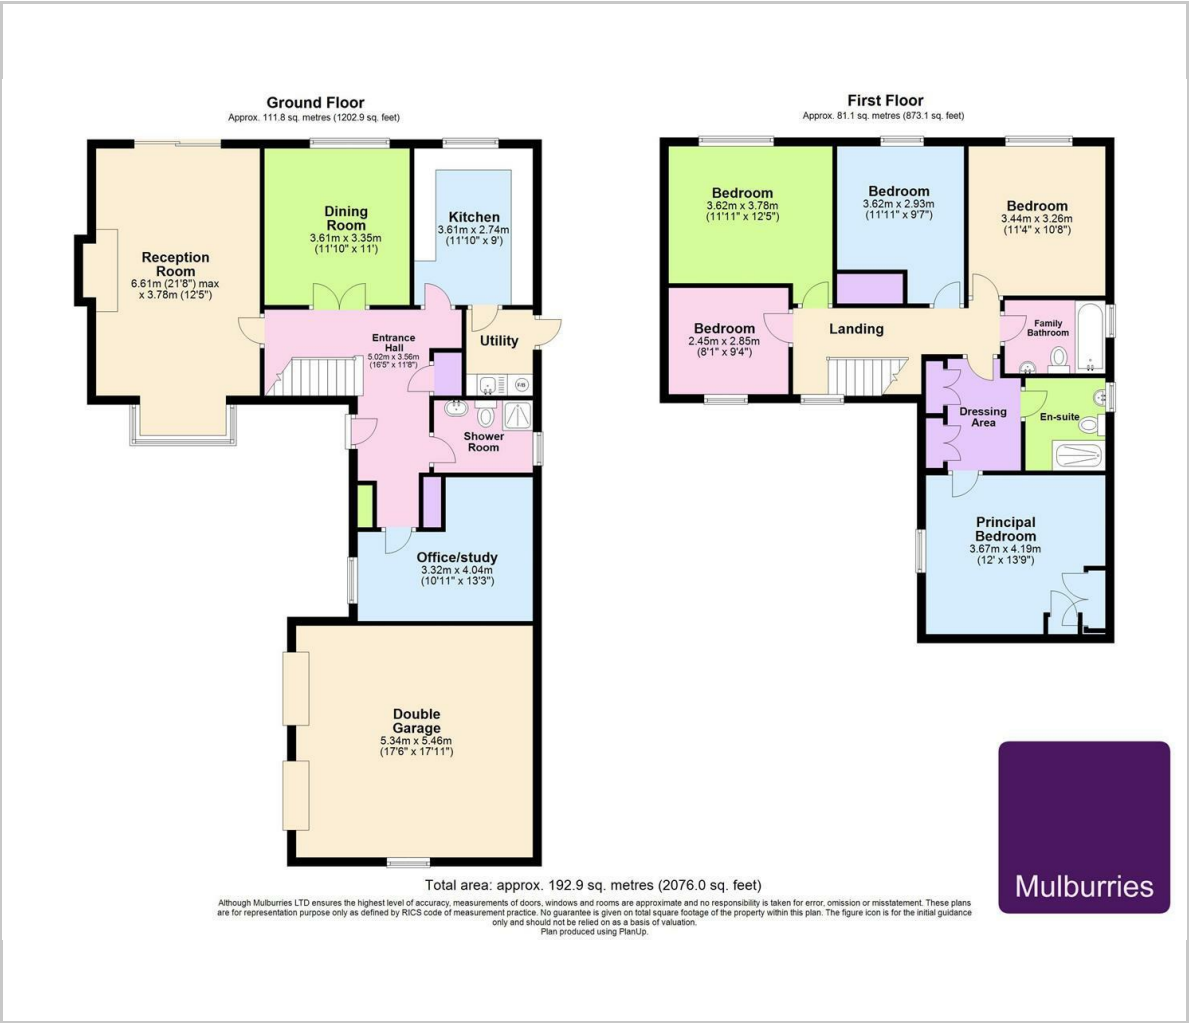 Ground Floor
Approx. 111.8 sq. metres (1202.9 sq. feet)
Reception
Room
6.61m (21'8") max
x 3.78m (12'5")
Dining
Room
3.61m x 3.35m
(11'10" x 11')
Kitchen
3.61m x 2.74m
(11'10" x 9')
Entrance
Hall
5.02m x 3.56m
(16'5" x 11'8")
Utility
F/B
Shower
Room
Office/study
3.32m x 4.04m
(10'11" x 13'3")
Double
Garage
5.34m x 5.46m
(17'6" x 17'11")
First Floor
Approx. 81.1 sq. metres (873.1 sq. feet)
Bedroom
3.62m x 3.78m
(11'11" x 12'5")
Bedroom
3.62m x 2.93m
(11'11" x 9'7")
Bedroom
3.44m x 3.26m
(11'4" x 10'8")
Bedroom
2.45m x 2.85m
(8'1" x 9'4")
Landing
Family
Bathroom
Dressing
Area
En-suite
Principal
Bedroom
3.67m x 4.19m
(12' x 13'9")
Mulburries
Total area: approx. 192.9 sq. metres (2076.0 sq. feet)
Although Mulburries LTD ensures the highest level of accuracy, measurements of doors, windows and rooms are approximate and no responsibility is taken for error, omission or misstatement. These plans
are for representation purpose only as defined by RICS code of measurement practice. No guarantee is given on total square footage of the property within this plan. The figure icon is for the initial guidance
only and should not be relied on as a basis of valuation.
Plan produced using PlanUp.